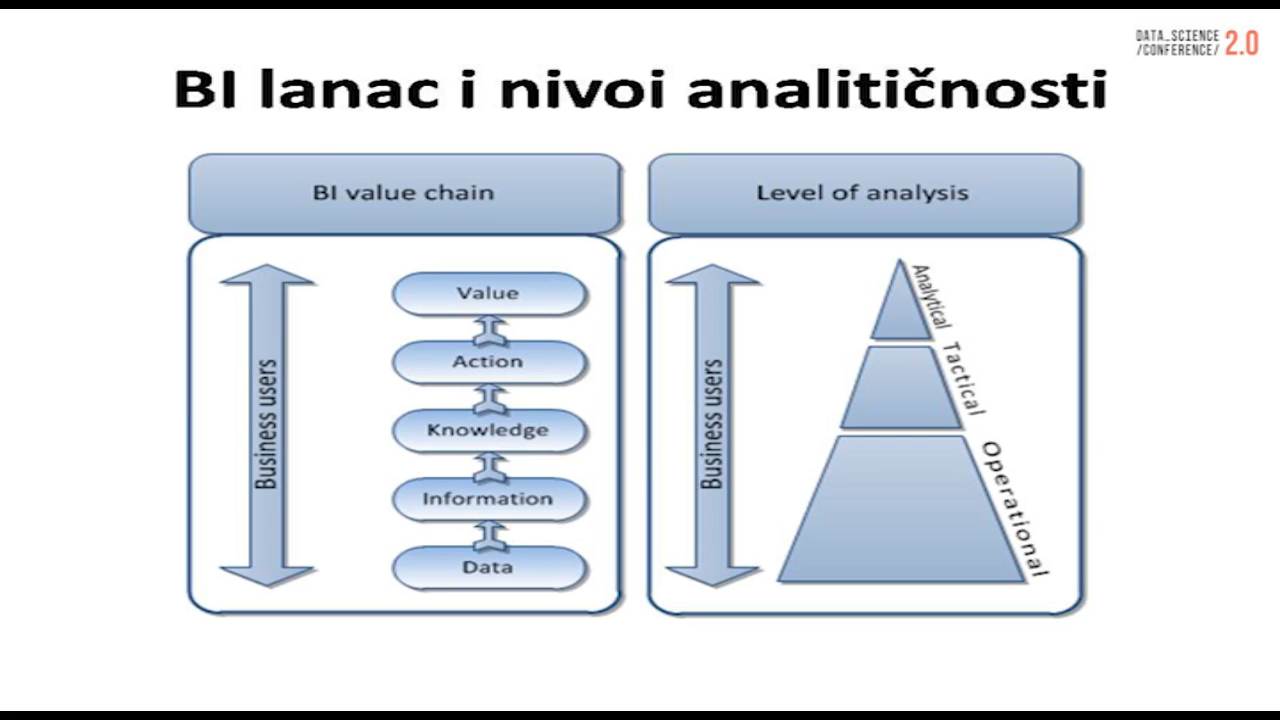 DATA_SCIENCE
/CONFERENCE/ 2.0
BI lanac i nivoi analitičnosti
BI value chain
Business users
Value
Action
Knowledge
Information
Data
Level of analysis
Business users
Analytical
Tactical
Operational